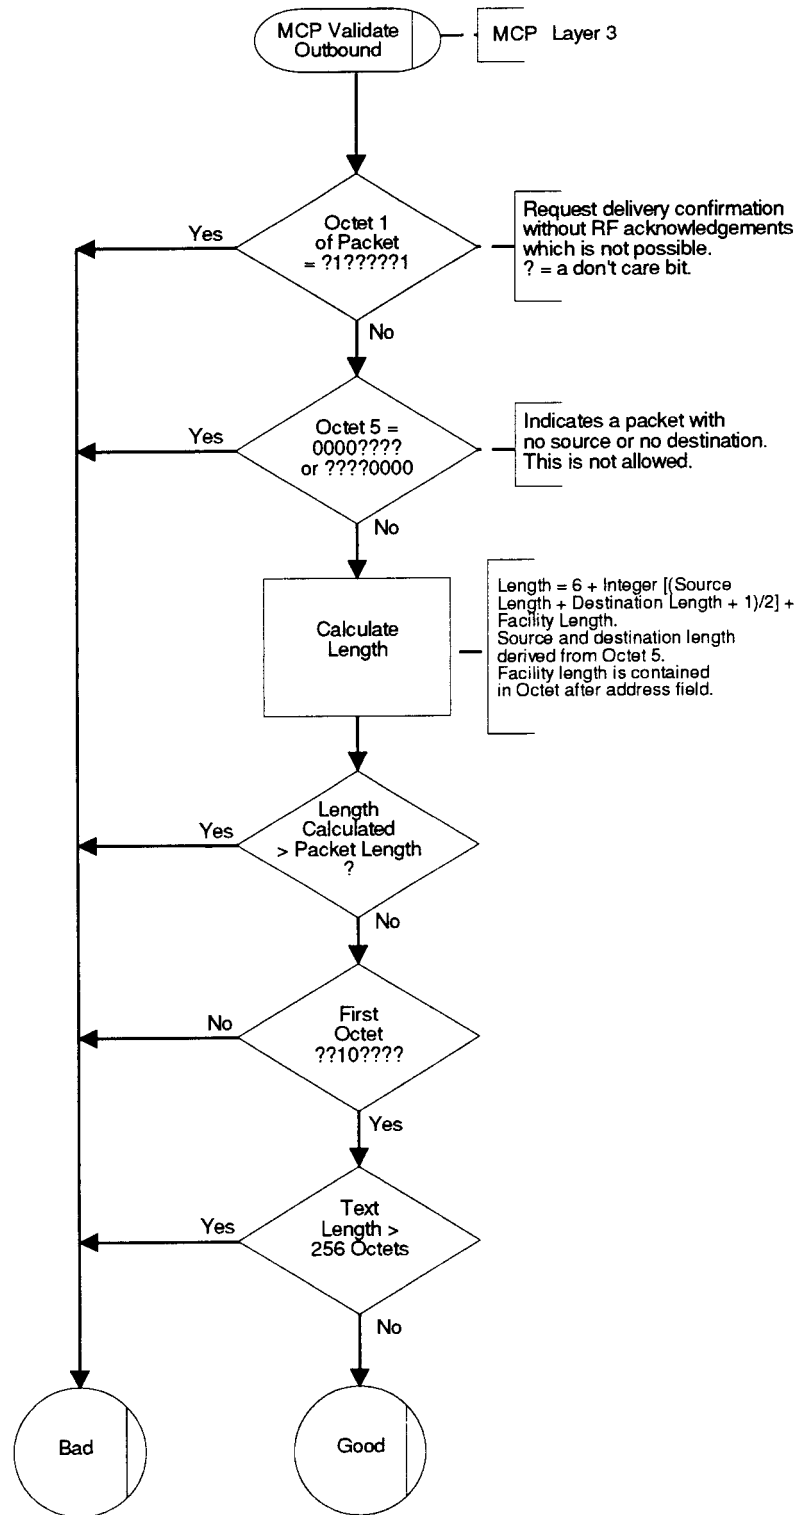 MCP Validate
Outbound
MCP Layer 3
Octet 1
of Packet
= ?1?????1
Yes
Request delivery confirmation
without RF acknowledgements
which is not possible.
? = a don't care bit.
No
Octet 5 =
0000????
or ????0000
Yes
Indicates a packet with
no source or no destination.
This is not allowed.
No
Calculate
Length
Length = 6 + Integer [(Source
Length + Destination Length + 1)/2] +
Facility Length.
Source and destination length
derived from Octet 5.
Facility length is contained
in Octet after address field.
Length
Calculated
> Packet Length
?
Yes
No
First
Octet
??10????
No
Yes
Text
Length >
256 Octets
Yes
No
Bad
Good